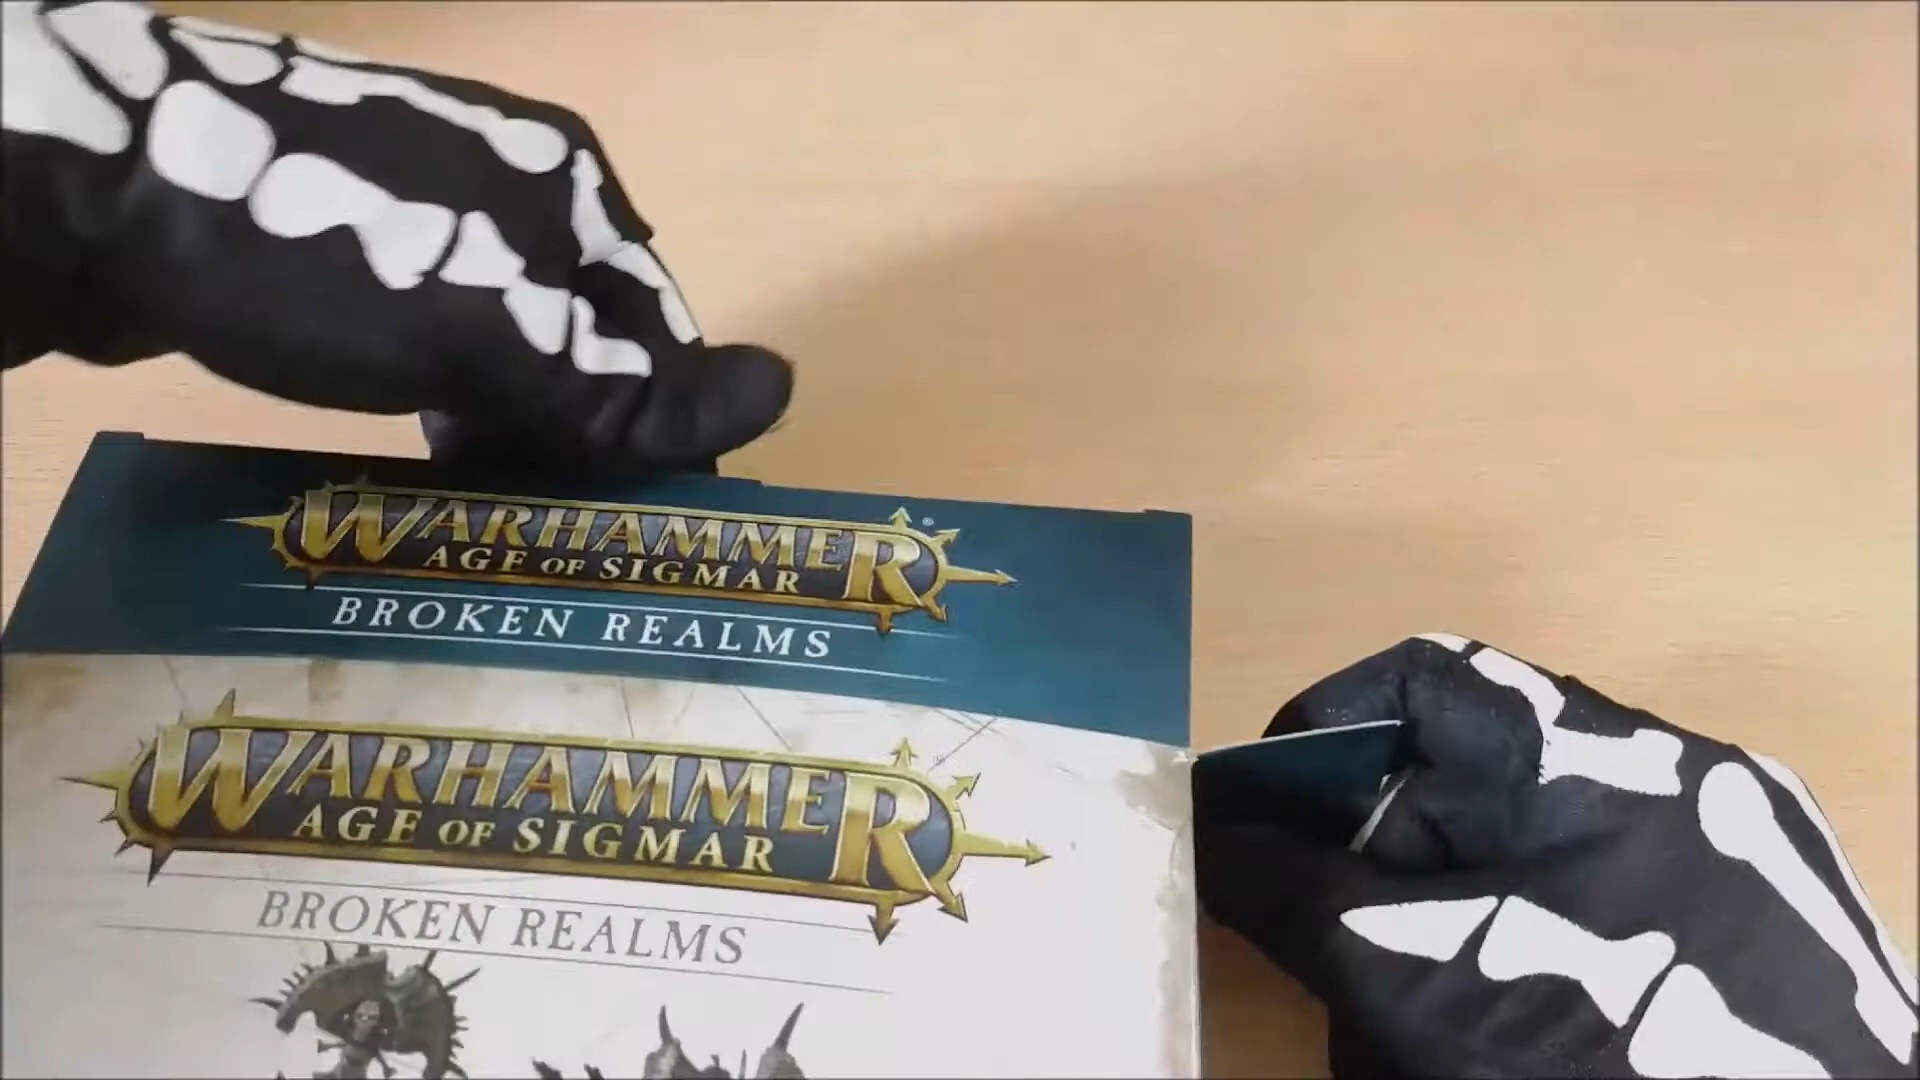 WARHAMMER®
AGE OF SIGMAR
BROKEN REALMS
WARHAMMER
AGE OF SIGMAR
BROKEN REALMS